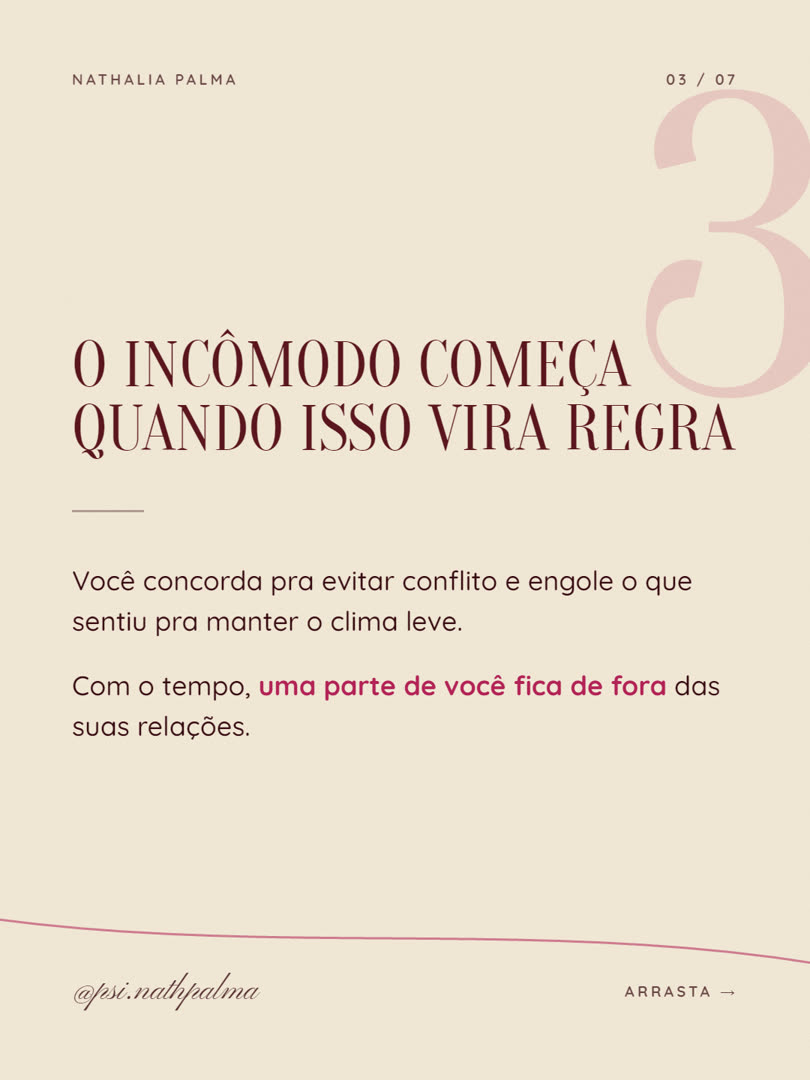 NATHALIA PALMA
03 / 07
3
O INCÔMODO COMEÇA
QUANDO ISSO VIRA REGRA
Você concorda pra evitar conflito e engole o que
sentiu pra manter o clima leve.
Com o tempo, uma parte de você fica de fora das
suas relações.
@psi.nathpalma
ARRASTA →